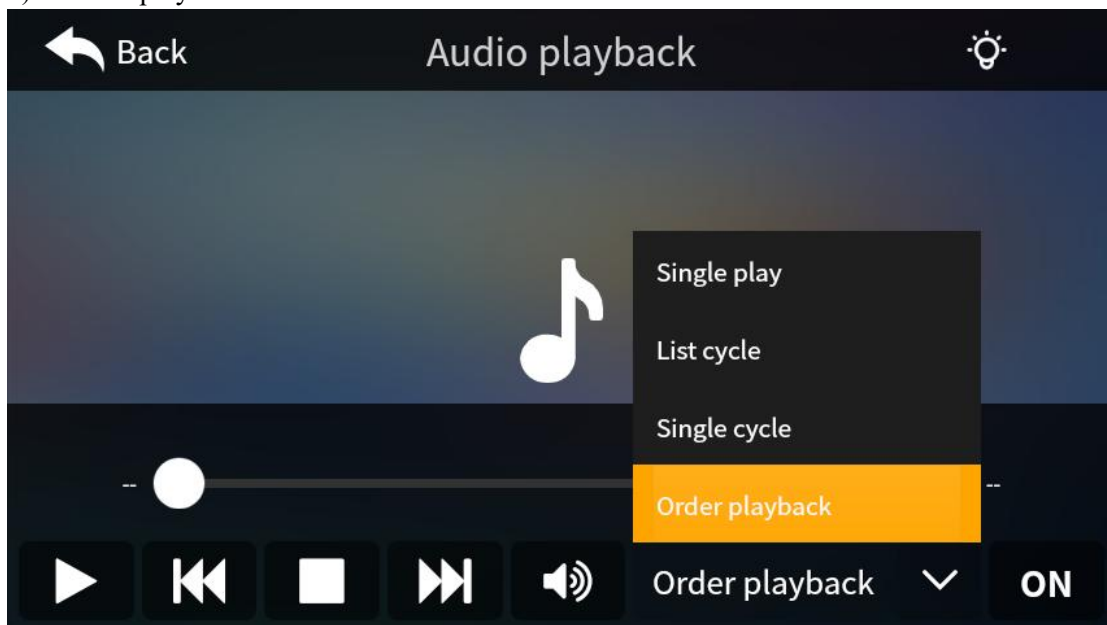 Back
Audio playback
Single play
List cycle
Single cycle
--
--
Order playback
Order playback
ON